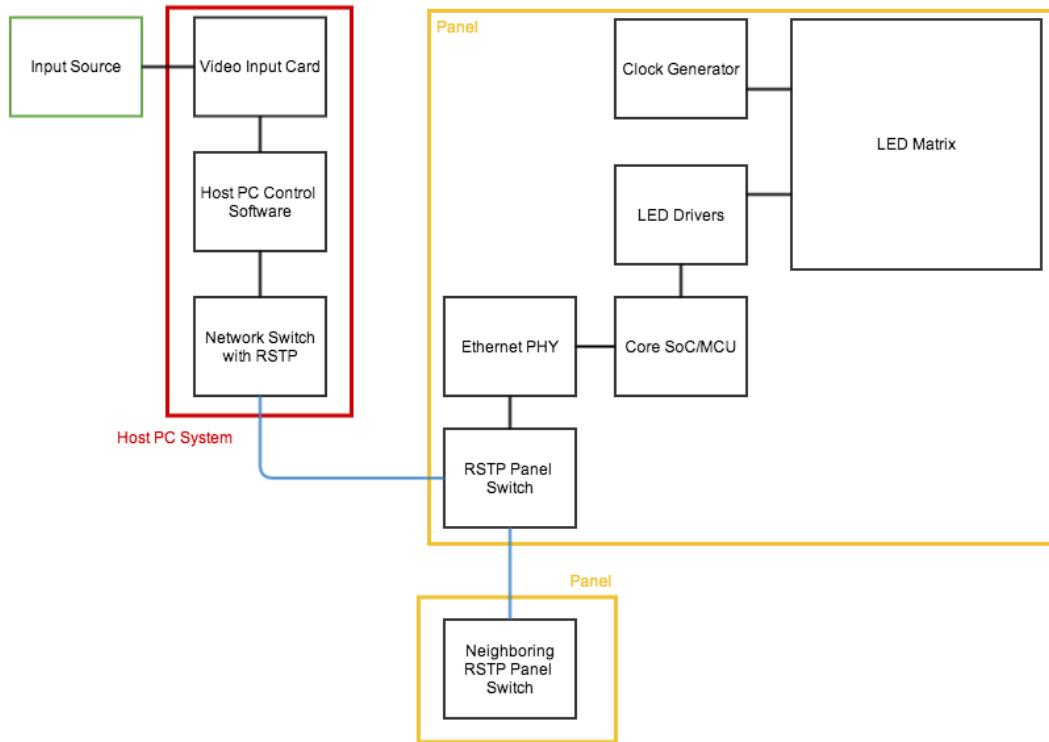 Panel
Input Source
Video Input Card
Clock Generator
LED Matrix
Host PC Control
Software
LED Drivers
Network Switch
with RSTP
Ethernet PHY
Core SoC/MCU
Host PC System
RSTP Panel
Switch
Panel
Neighboring
RSTP Panel
Switch